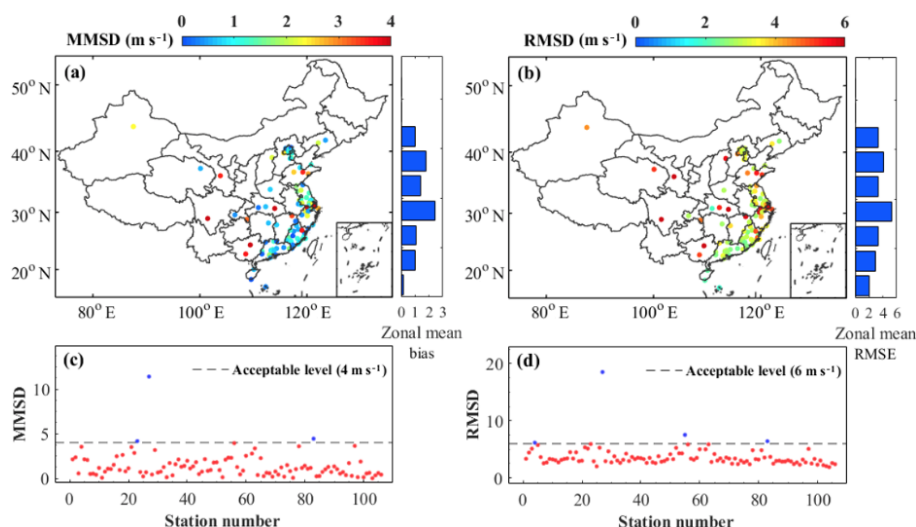 0 1 2 3 4
MMSD (m s⁻¹)
(a)
50° N
40° N
30° N
20° N
80° E 100° E 120° E
0 1 2 3
Zonal mean
bias
0 2 4 6
RMSD (m s⁻¹)
(b)
50° N
40° N
30° N
20° N
80° E 100° E 120° E
0 2 4 6
Zonal mean
RMSE
(c)
Acceptable level (4 m s⁻¹)
MMSD
10
5
0
0 20 40 60 80 100
Station number
(d)
Acceptable level (6 m s⁻¹)
RMSD
20
10
0
0 20 40 60 80 100
Station number